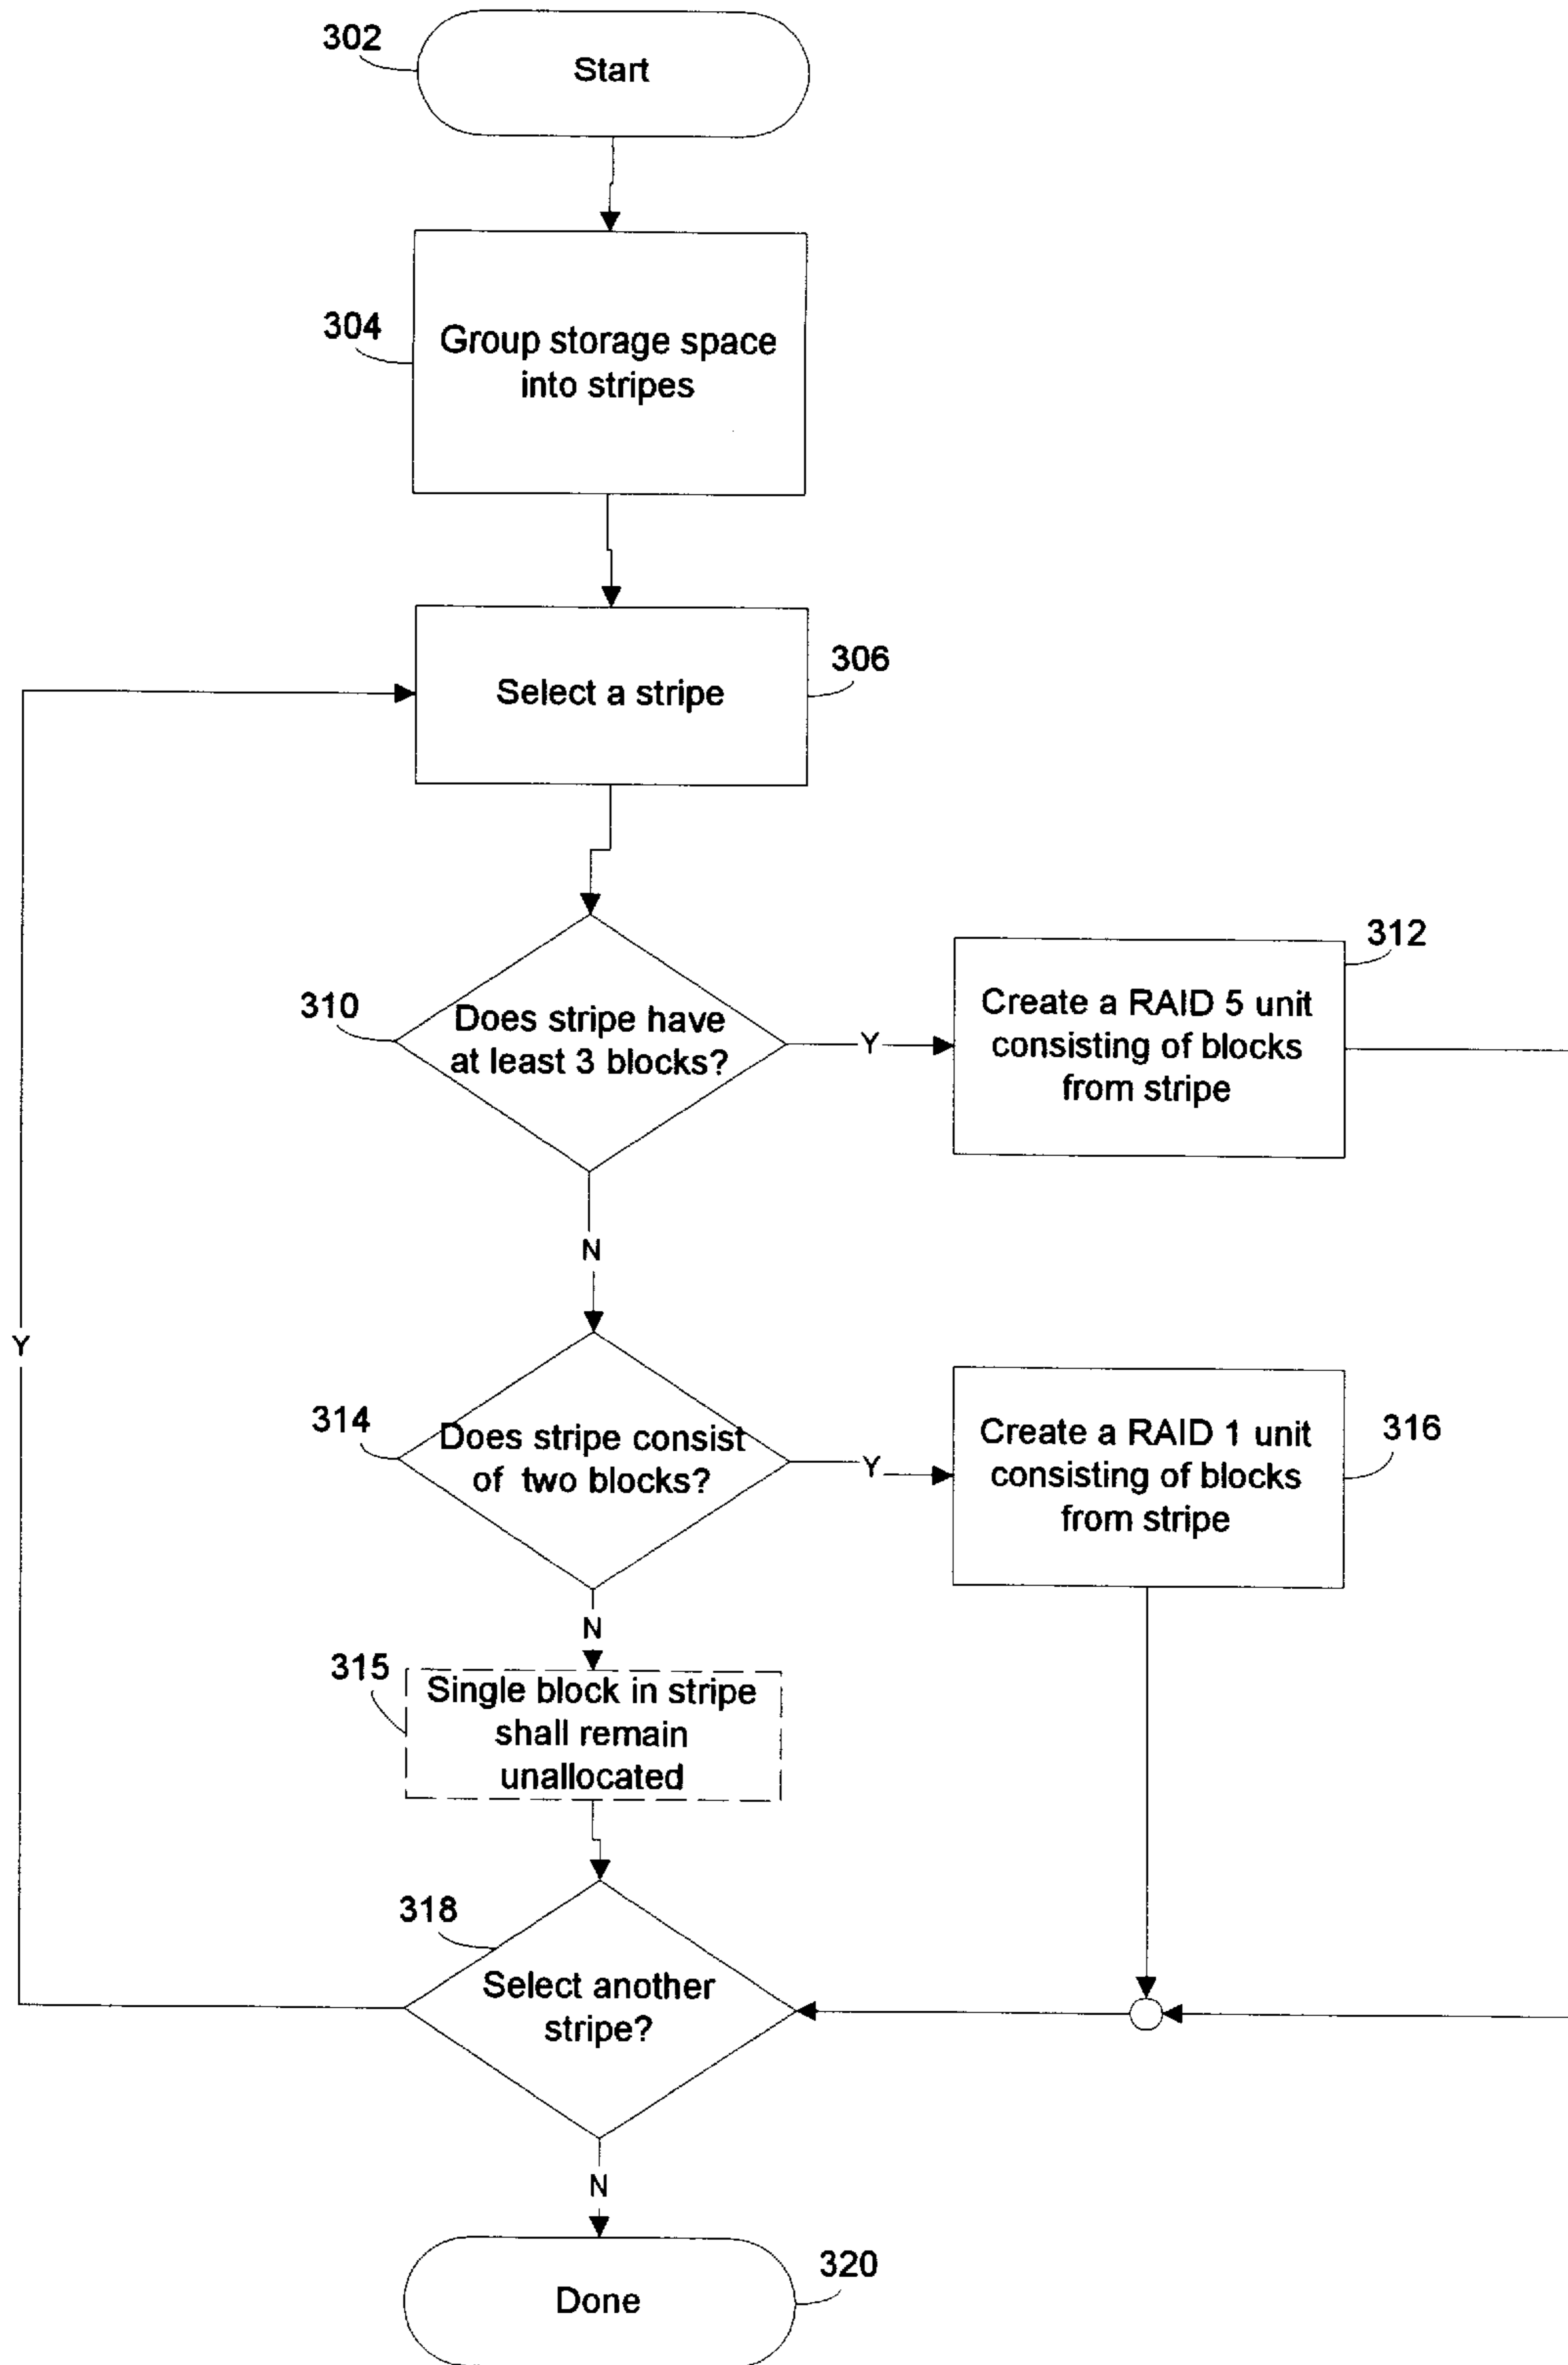 302
Start
304
Group storage space
into stripes
306
Select a stripe
310
Does stripe have
at least 3 blocks?
Y
312
Create a RAID 5 unit
consisting of blocks
from stripe
N
Y
314
Does stripe consist
of two blocks?
Y
316
Create a RAID 1 unit
consisting of blocks
from stripe
N
315
Single block in stripe
shall remain
unallocated
318
Select another
stripe?
N
320
Done